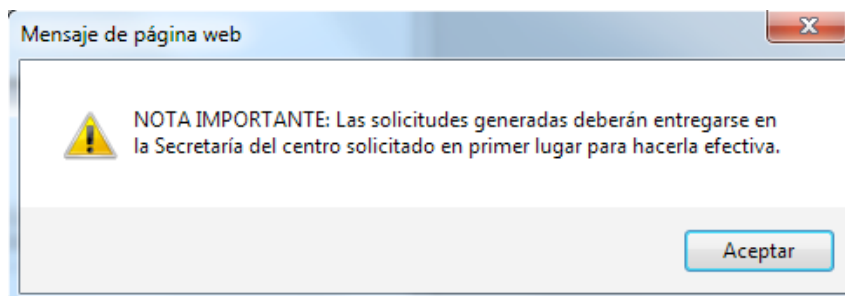 Mensaje de página web
NOTA IMPORTANTE: Las solicitudes generadas deberán entregarse en
la Secretaría del centro solicitado en primer lugar para hacerla efectiva.
Aceptar